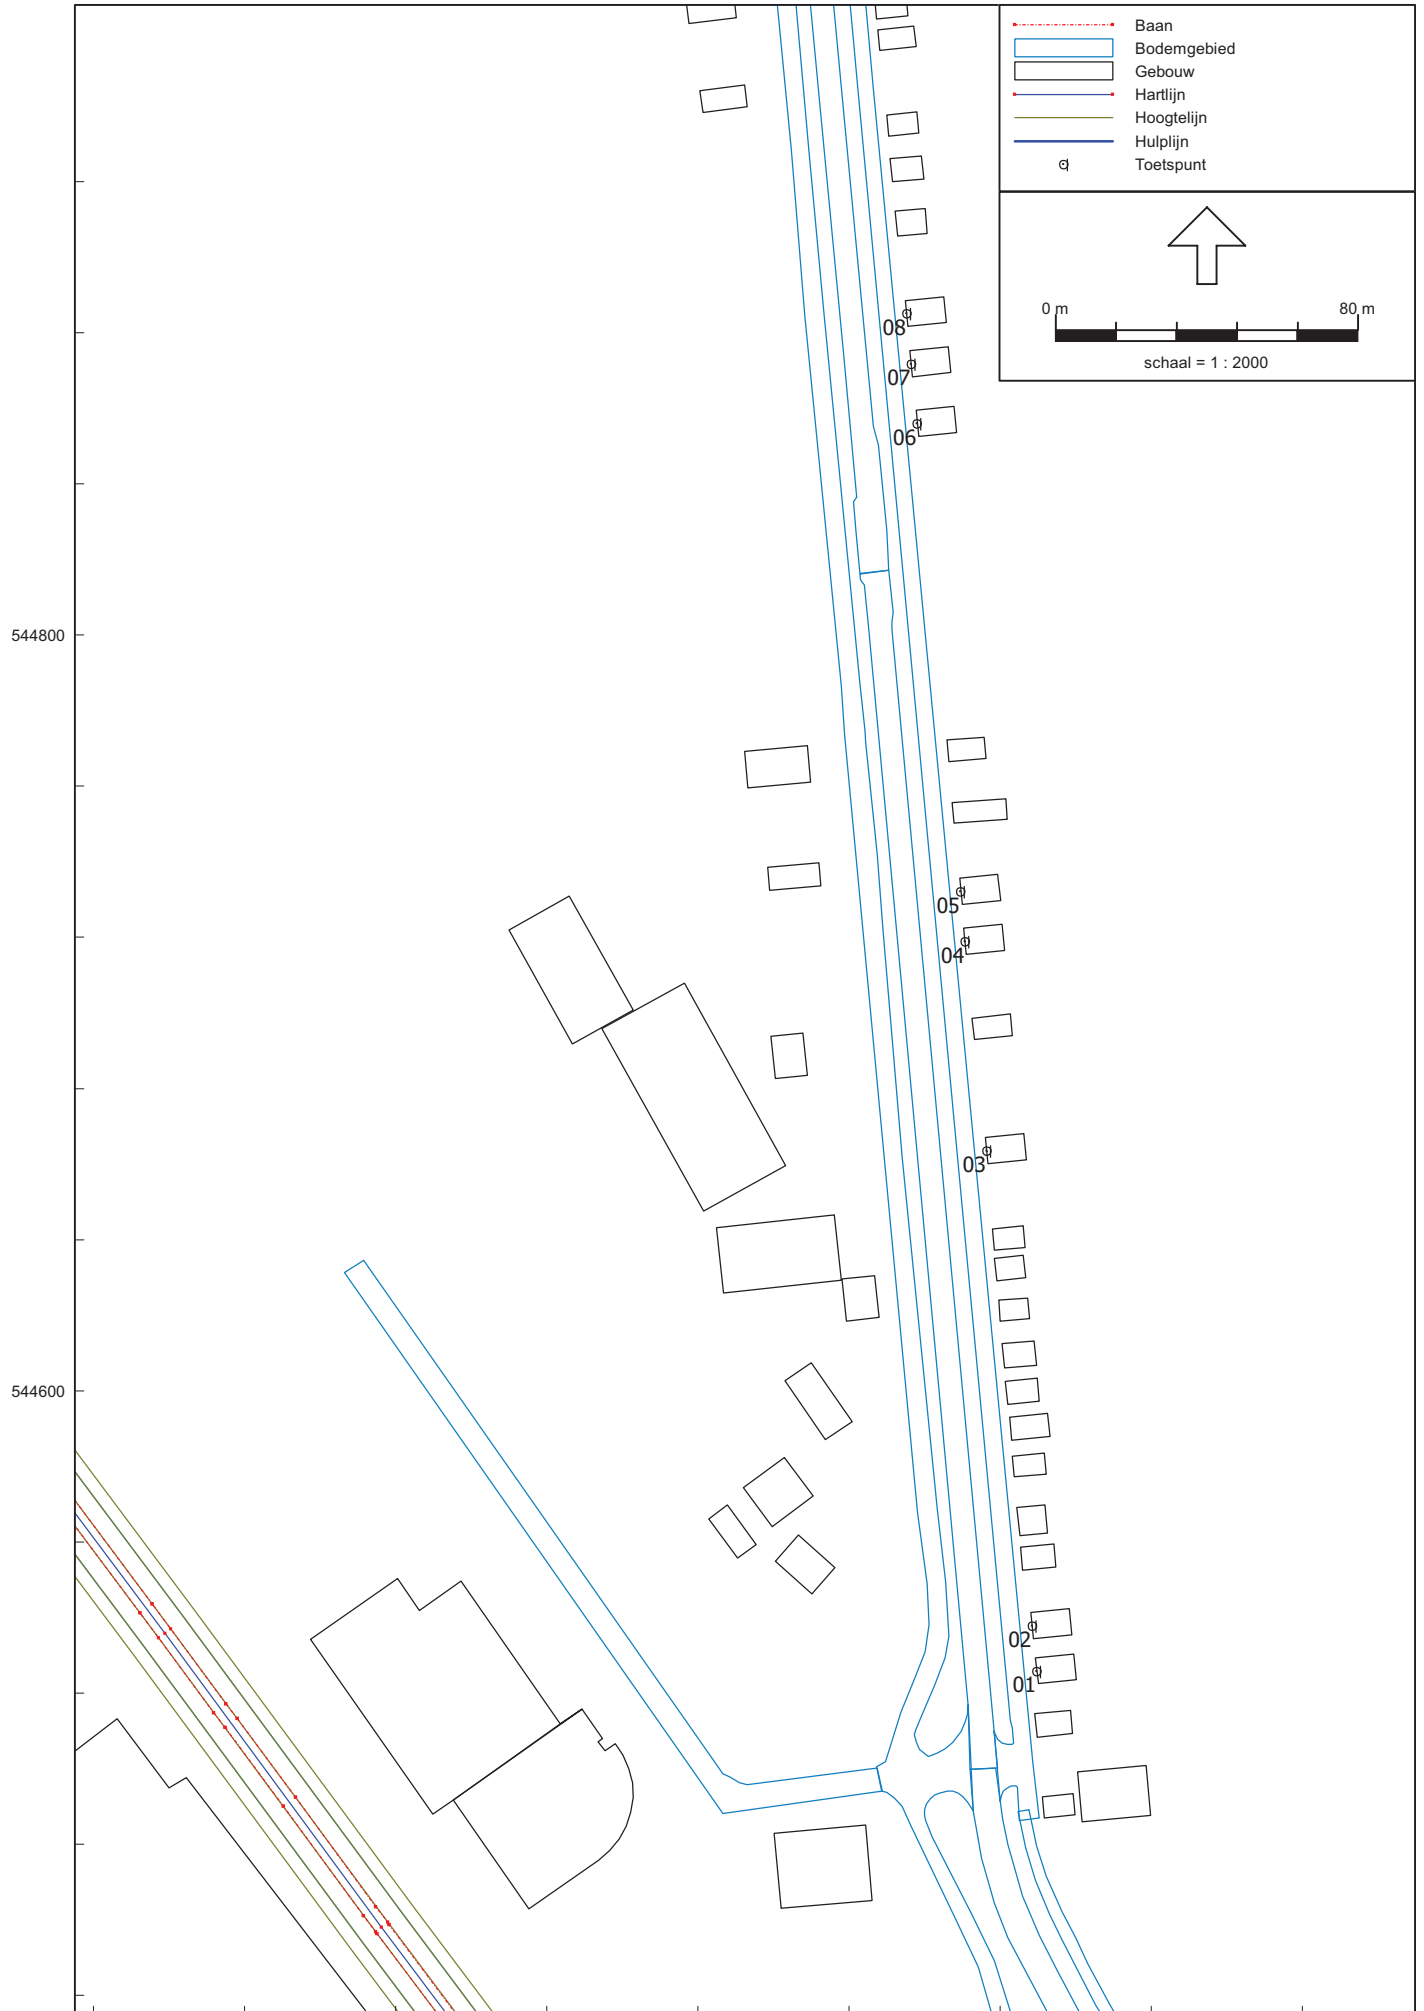 Baan
Bodemgebied
Gebouw
Hartlijn
Hoogtelijn
Hulplijn
Toetspunt
0 m 80 m
schaal = 1 : 2000
08
07
06
544800
05
04
03
544600
02
01